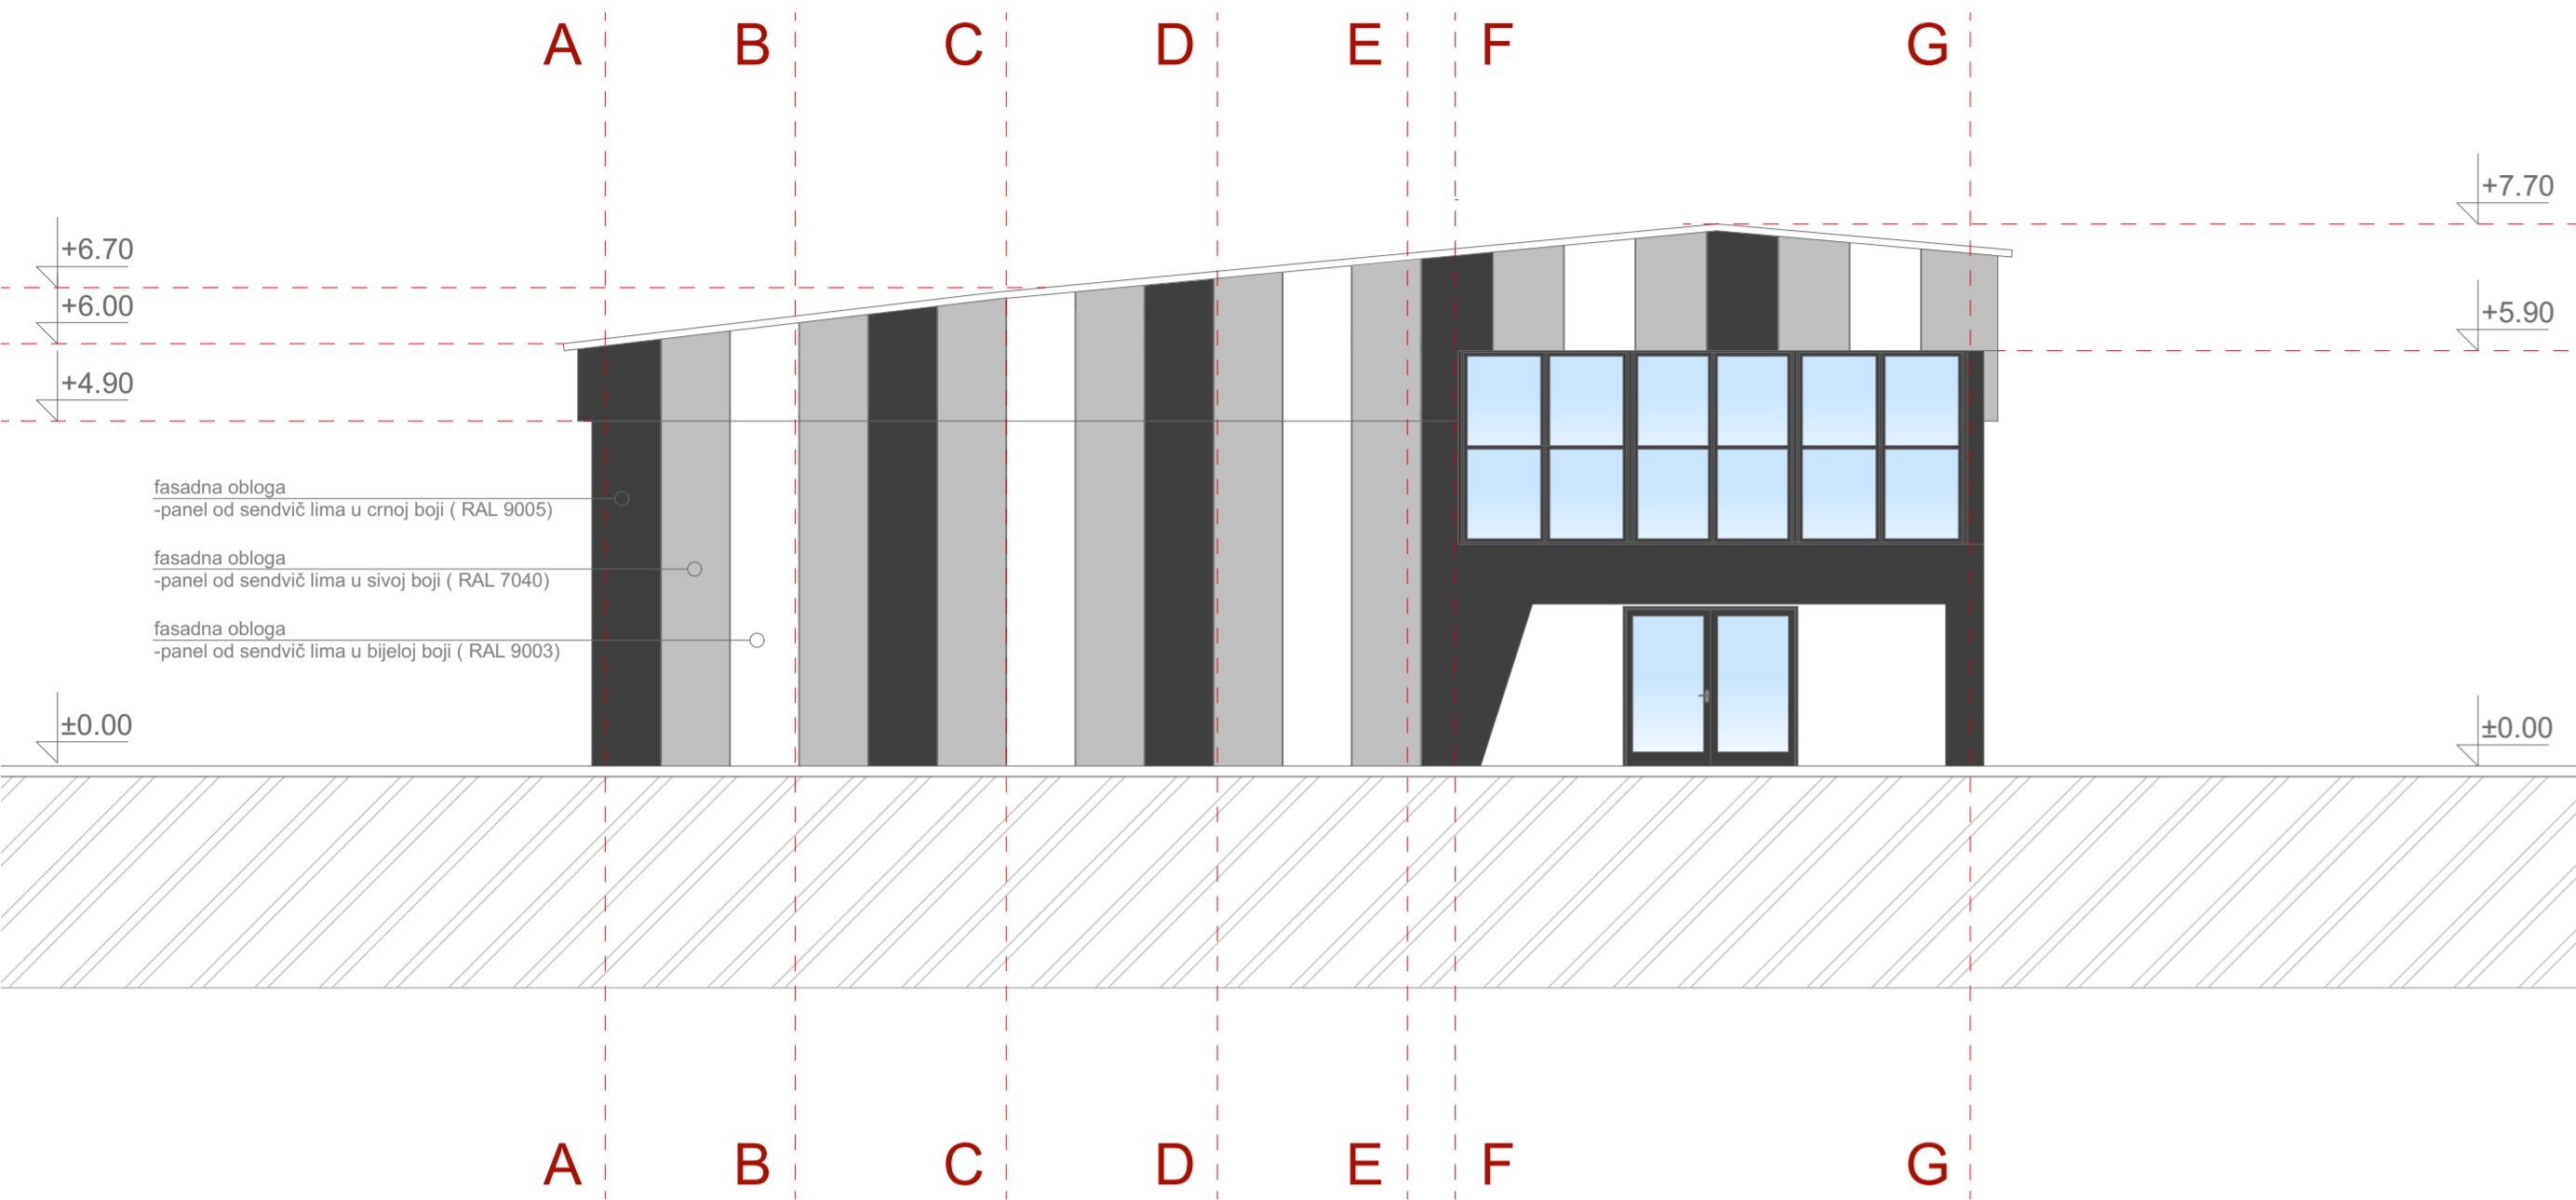 A B C D E F G
+7.70
+6.70
+6.00
+5.90
+4.90
fasadna obloga
-panel od sendvič lima u crnoj boji ( RAL 9005)
fasadna obloga
-panel od sendvič lima u sivoj boji ( RAL 7040)
fasadna obloga
-panel od sendvič lima u bijeloj boji ( RAL 9003)
±0.00
±0.00
A B C D E F G